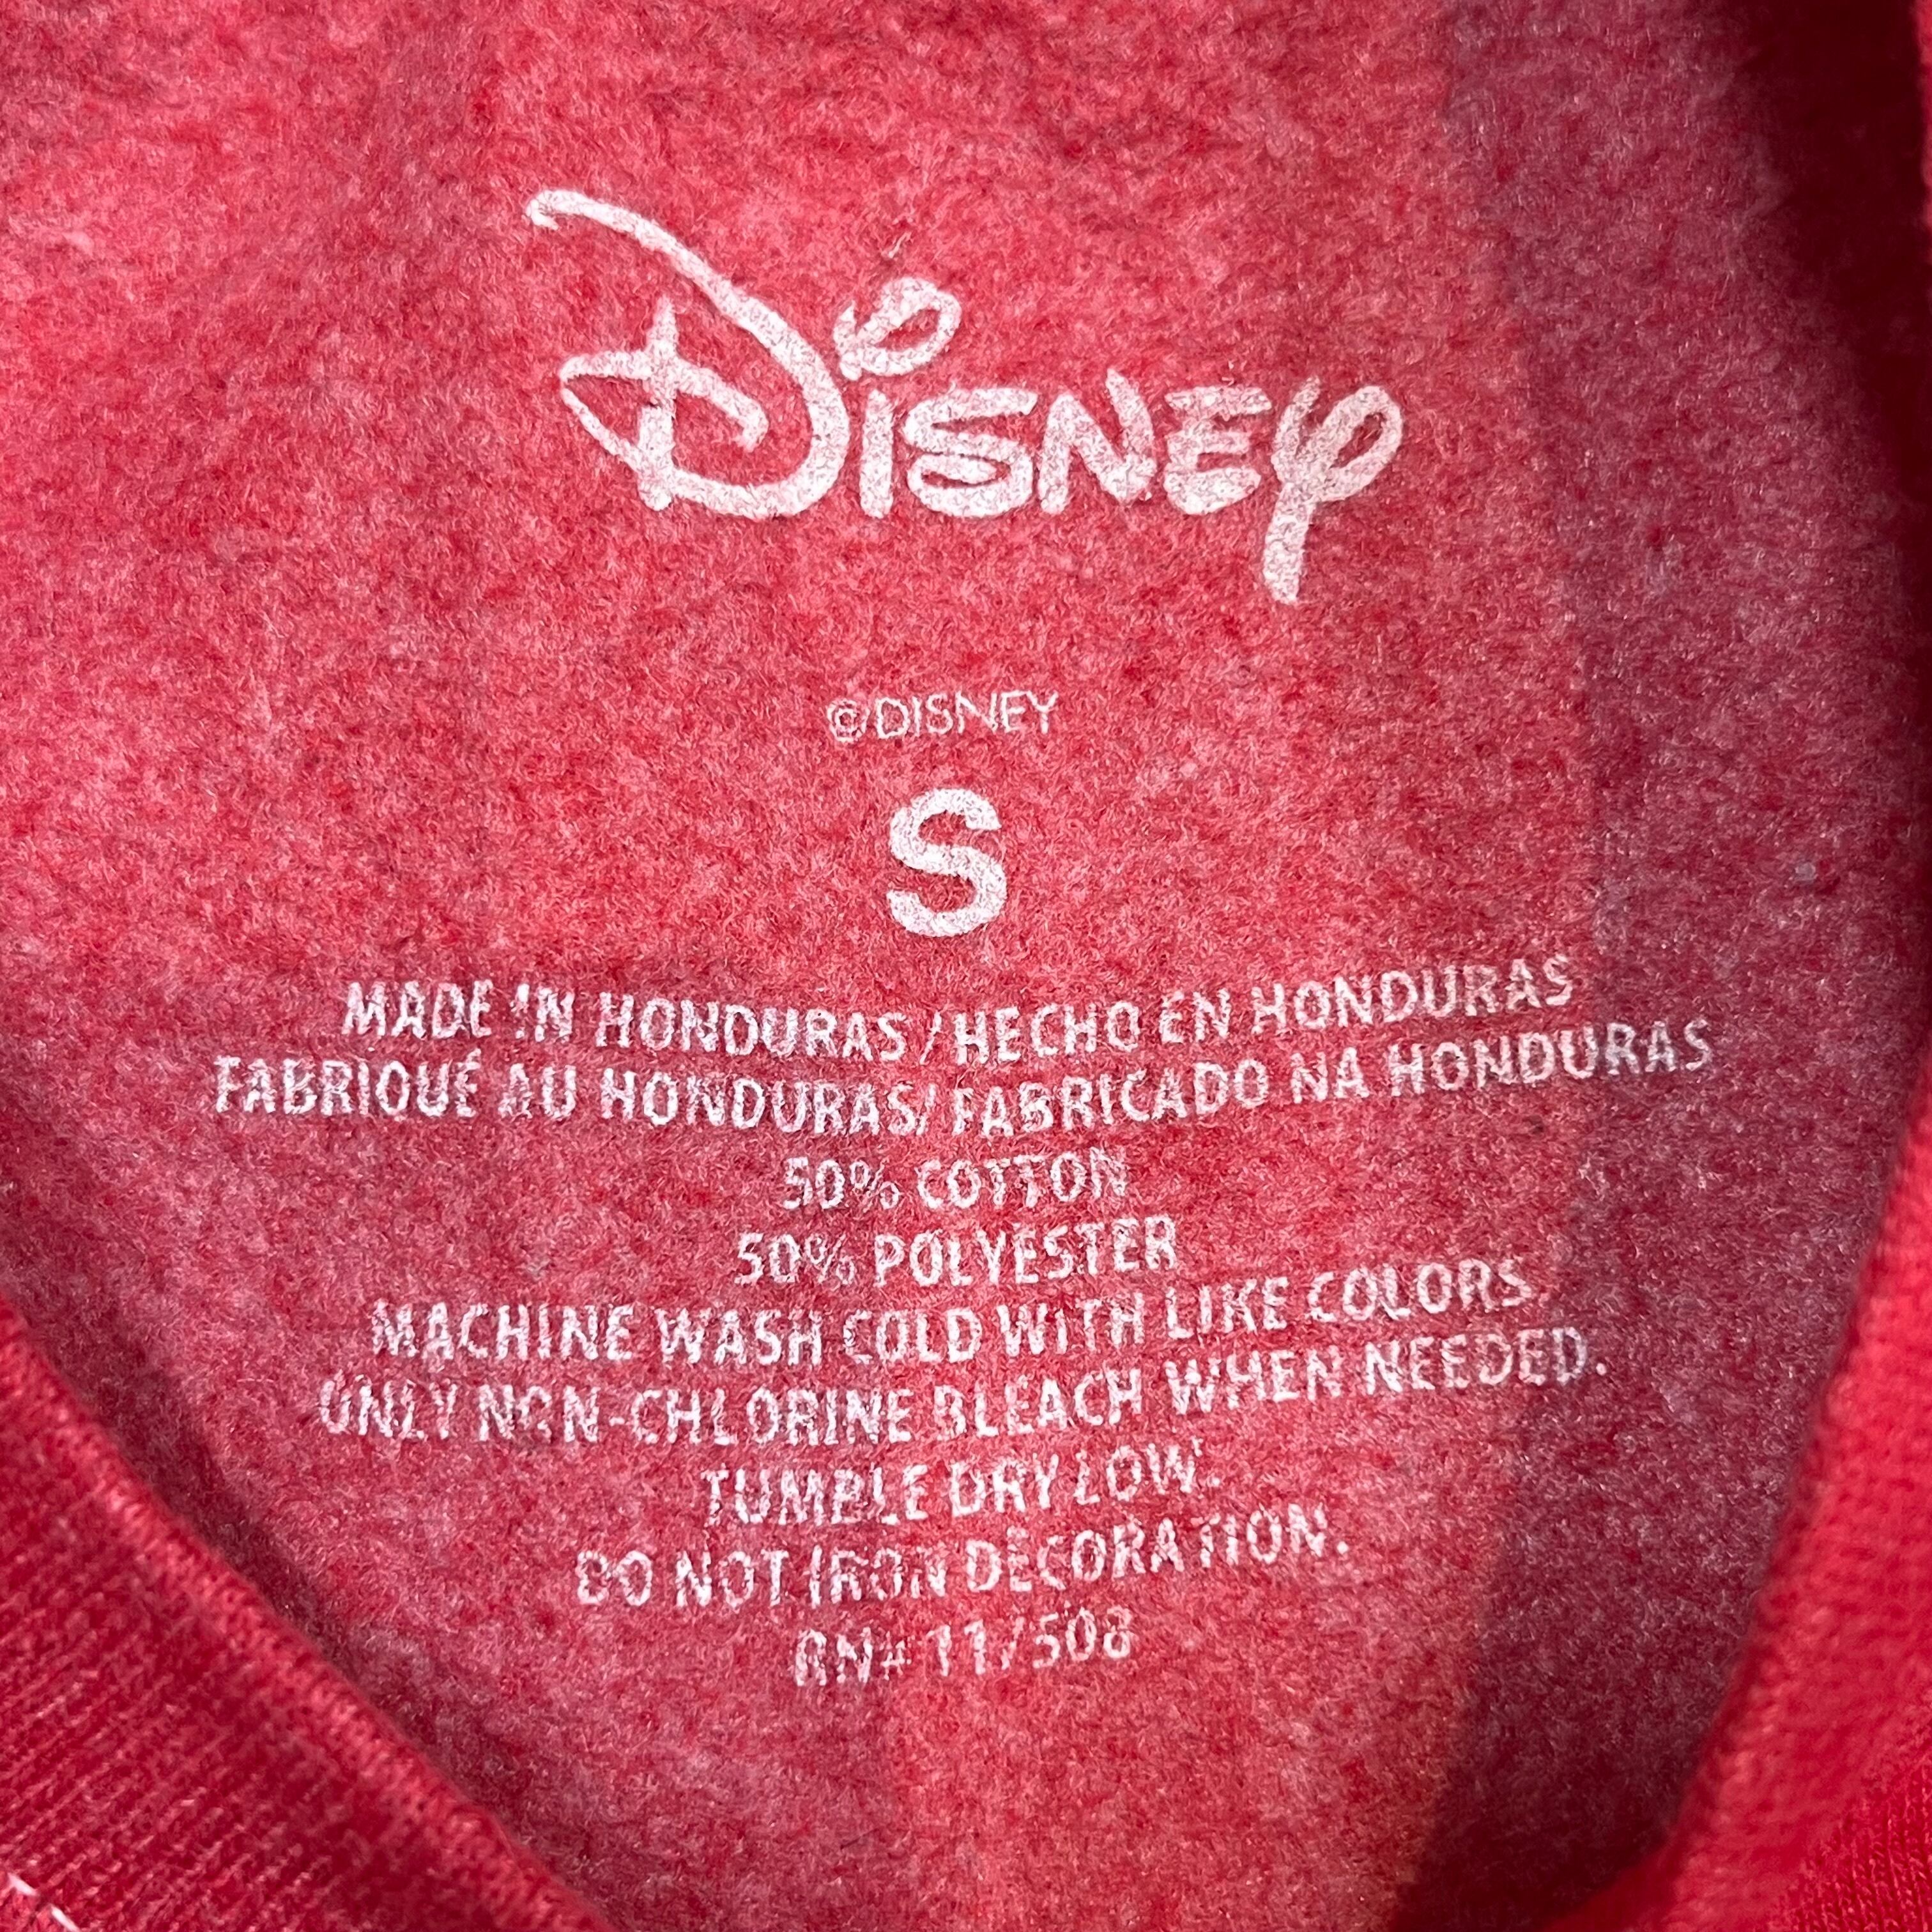 Disney
©DISNEY
S
MADE IN HONDURAS / HECHO EN HONDURAS
FABRIQUÉ AU HONDURAS/ FABRICADO NA HONDURAS
50% COTTON
50% POLYESTER
MACHINE WASH COLD WITH LIKE COLORS.
ONLY NON-CHLORINE BLEACH WHEN NEEDED.
TUMBLE DRY LOW.
DO NOT IRON DECORATION.
RN#